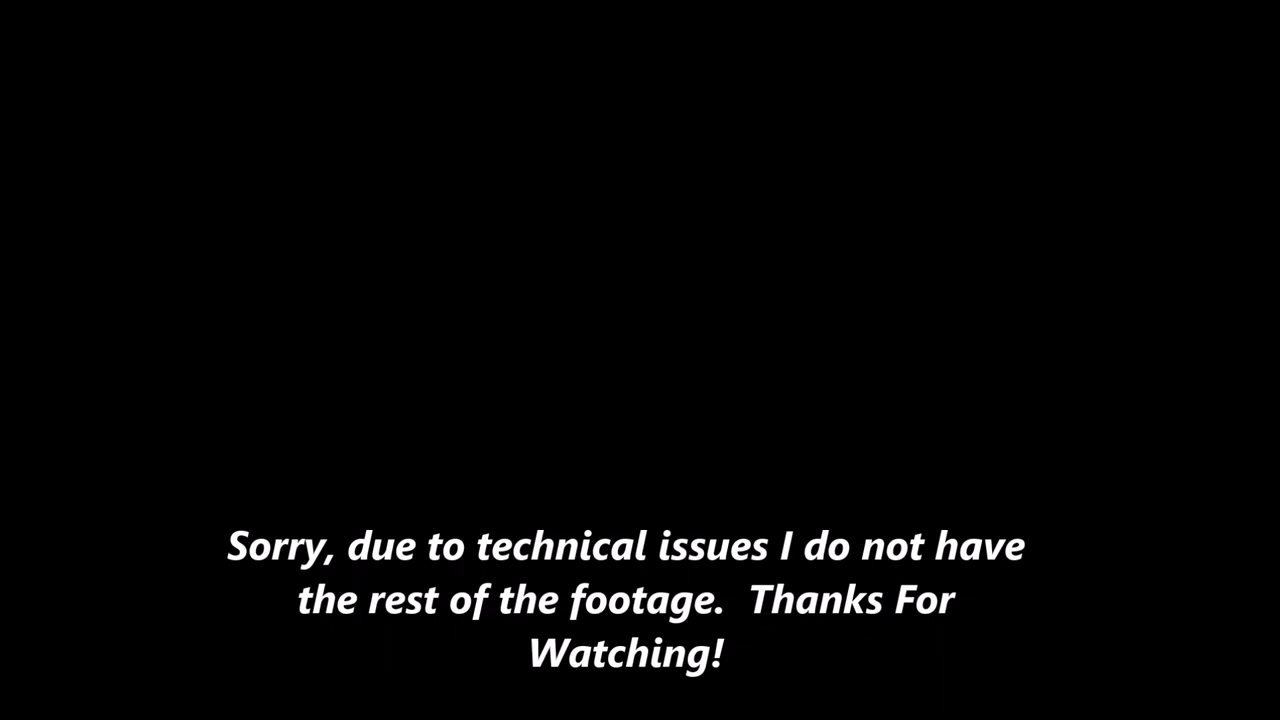 Sorry, due to technical issues I do not have
the rest of the footage.  Thanks For
Watching!